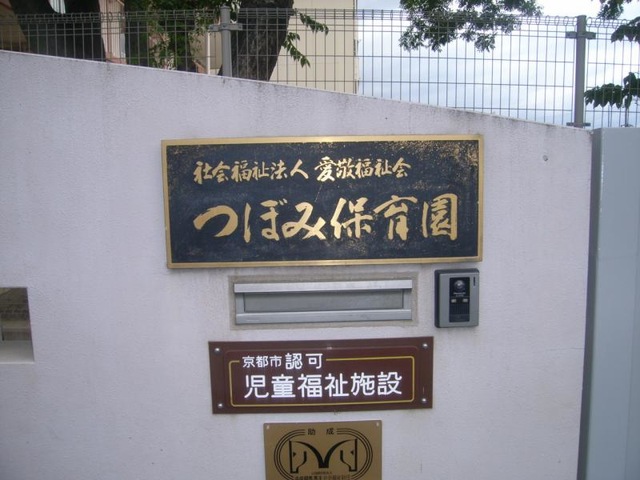 社会福祉法人 愛敬福祉会
つぼみ保育園
京都市 認可
児童福祉施設
助成